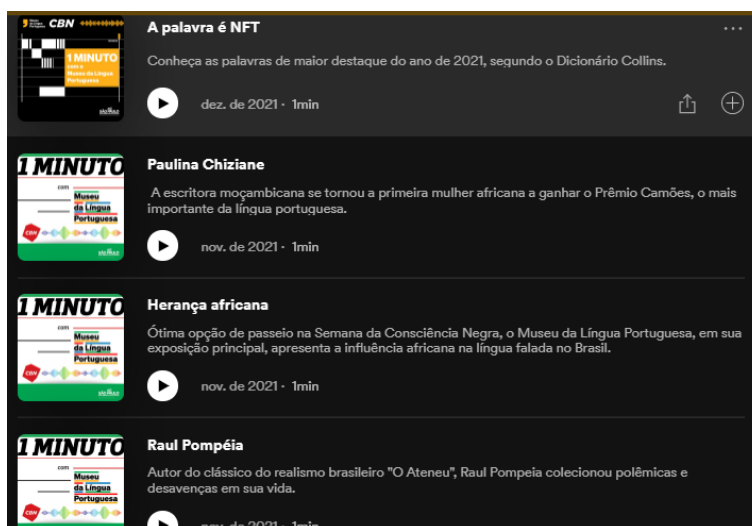 CBN
1 MINUTO
com o
Museu da Língua
Portuguesa
A palavra é NFT
Conheça as palavras de maior destaque do ano de 2021, segundo o Dicionário Collins.
dez. de 2021 · 1min
1 MINUTO
com
Museu
da Língua
Portuguesa
CBN
Paulina Chiziane
A escritora moçambicana se tornou a primeira mulher africana a ganhar o Prêmio Camões, o mais
importante da língua portuguesa.
nov. de 2021 · 1min
1 MINUTO
com
Museu
da Língua
Portuguesa
CBN
Herança africana
Ótima opção de passeio na Semana da Consciência Negra, o Museu da Língua Portuguesa, em sua
exposição principal, apresenta a influência africana na língua falada no Brasil.
nov. de 2021 · 1min
1 MINUTO
com
Museu
da Língua
Portuguesa
CBN
Raul Pompéia
Autor do clássico do realismo brasileiro "O Ateneu", Raul Pompeia colecionou polêmicas e
desavenças em sua vida.
nov. de 2021 · 1min